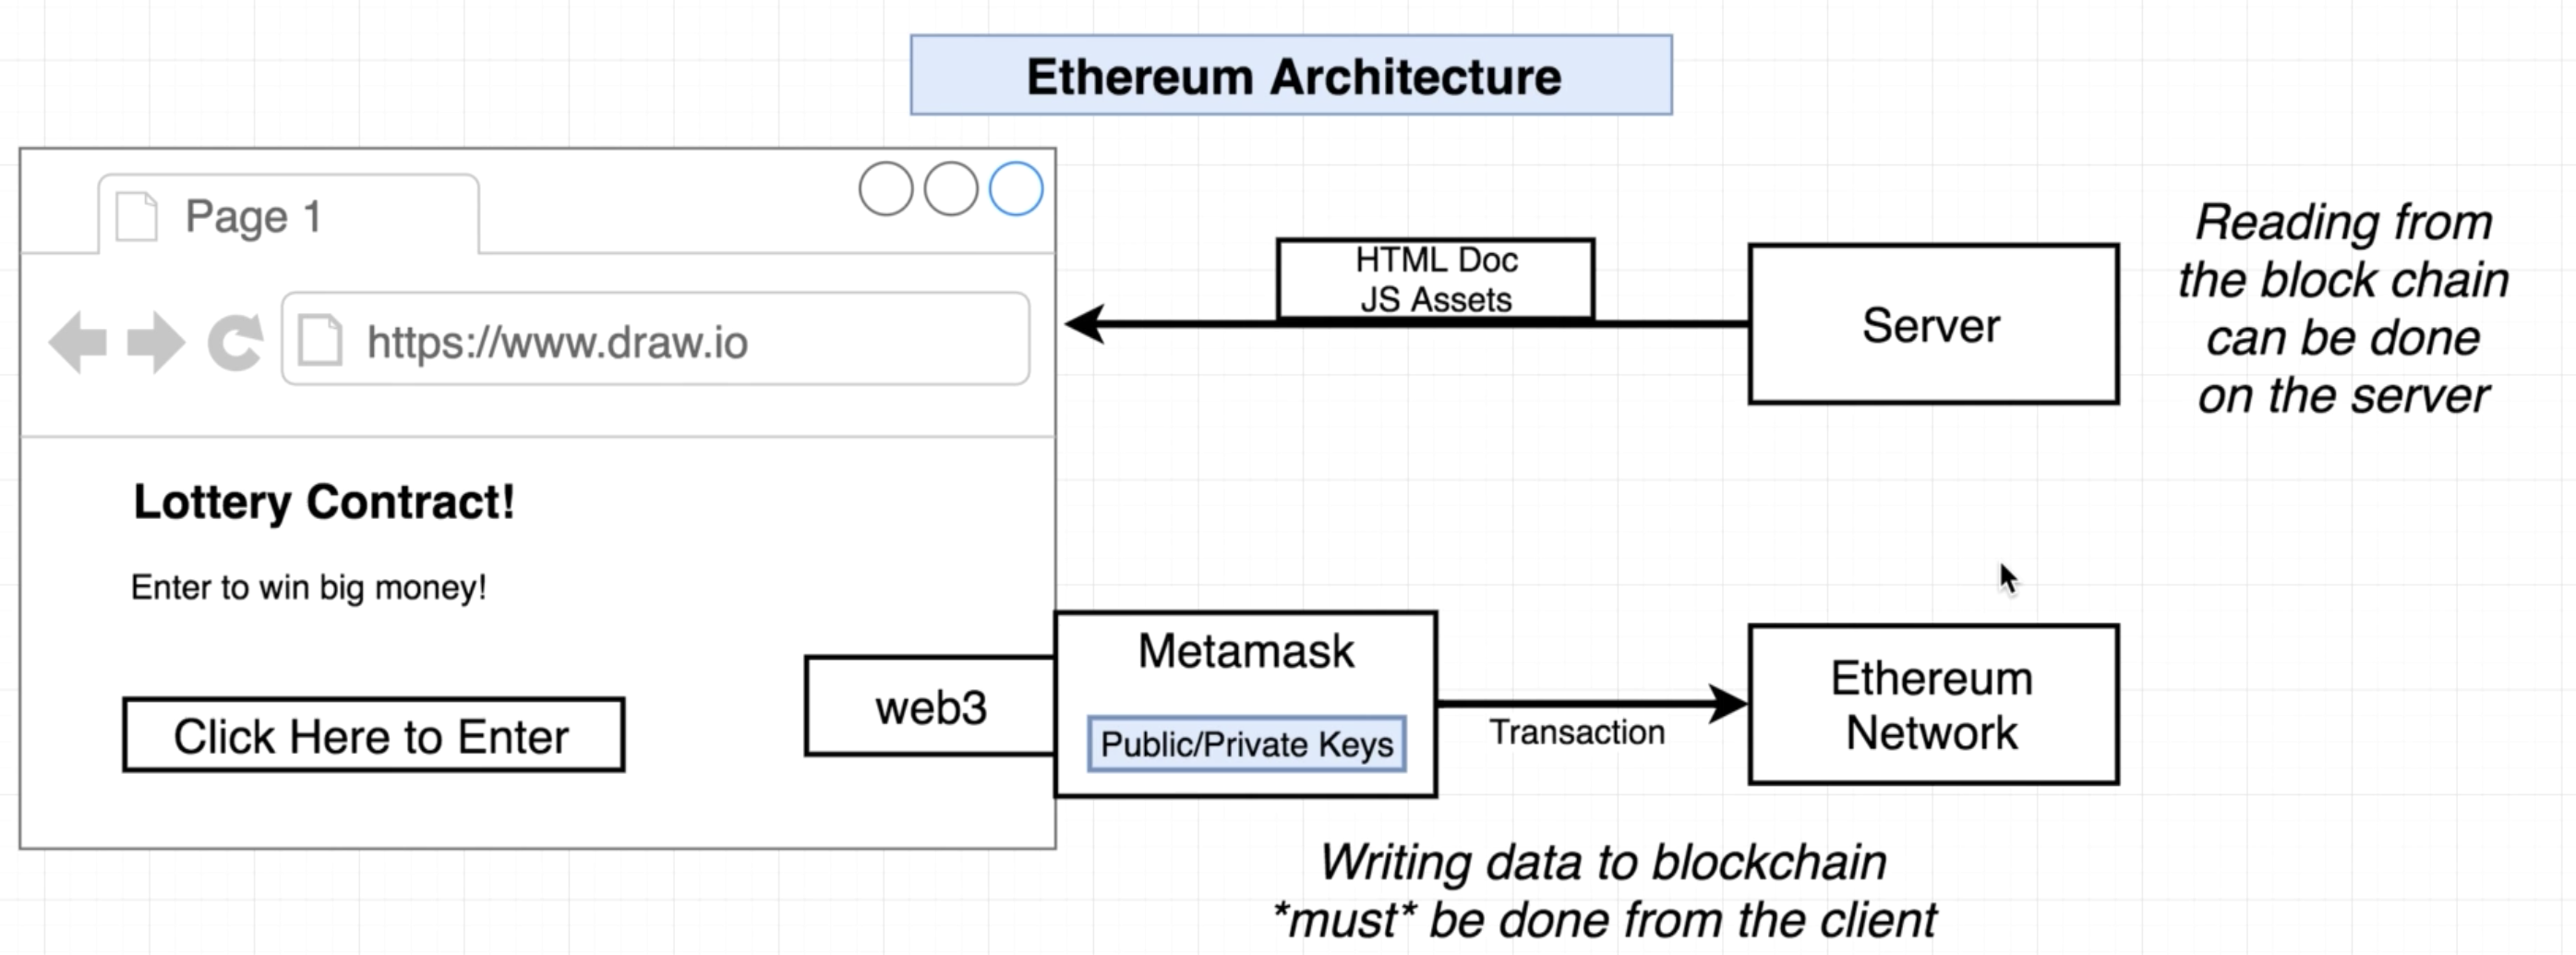 Ethereum Architecture
Page 1
https://www.draw.io
Lottery Contract!
Enter to win big money!
Click Here to Enter
web3
HTML Doc
JS Assets
Server
Reading from
the block chain
can be done
on the server
Metamask
Public/Private Keys
Transaction
Ethereum
Network
Writing data to blockchain
*must* be done from the client